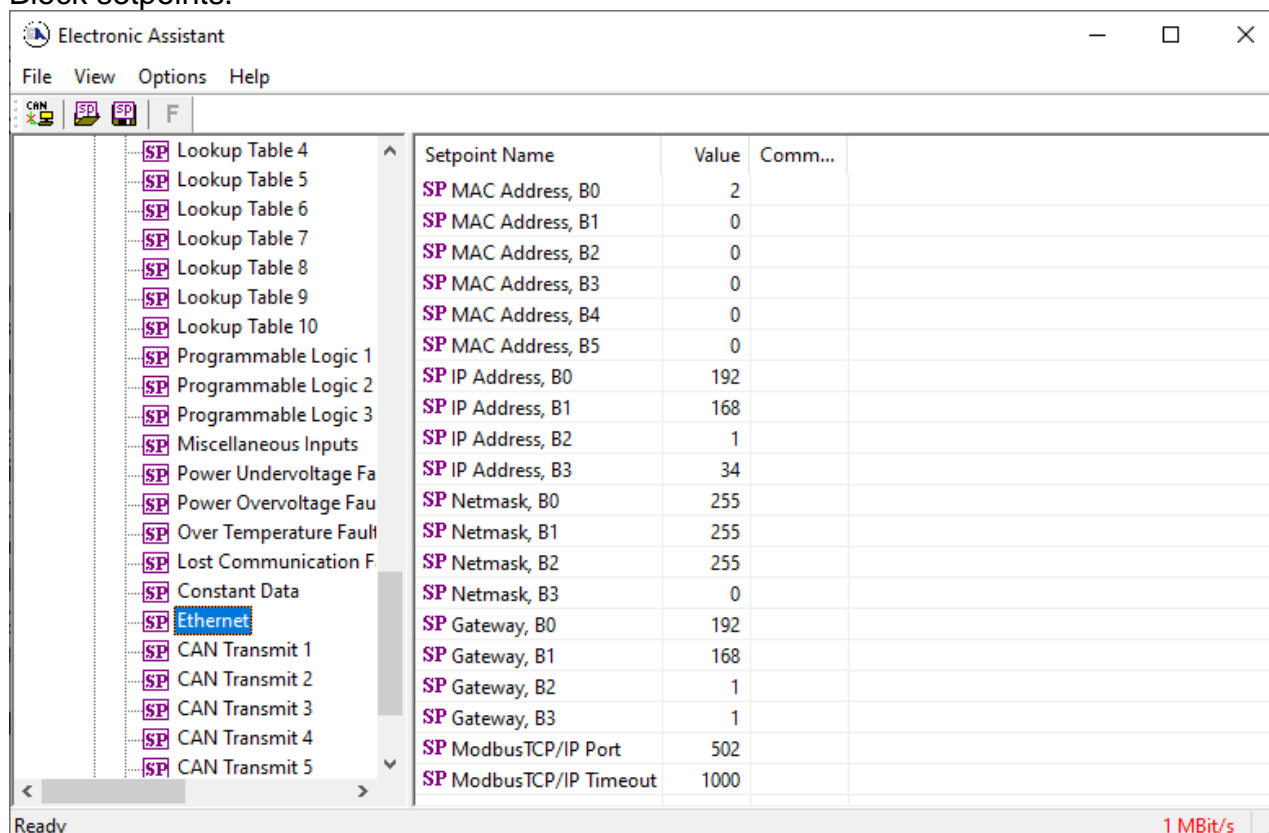 Block setpoints.
Electronic Assistant
File View Options Help
CAN SP SP F
SP Lookup Table 4
SP Lookup Table 5
SP Lookup Table 6
SP Lookup Table 7
SP Lookup Table 8
SP Lookup Table 9
SP Lookup Table 10
SP Programmable Logic 1
SP Programmable Logic 2
SP Programmable Logic 3
SP Miscellaneous Inputs
SP Power Undervoltage Fa
SP Power Overvoltage Fau
SP Over Temperature Fault
SP Lost Communication F
SP Constant Data
SP Ethernet
SP CAN Transmit 1
SP CAN Transmit 2
SP CAN Transmit 3
SP CAN Transmit 4
SP CAN Transmit 5
Setpoint Name Value Comm...
SP MAC Address, B0 2
SP MAC Address, B1 0
SP MAC Address, B2 0
SP MAC Address, B3 0
SP MAC Address, B4 0
SP MAC Address, B5 0
SP IP Address, B0 192
SP IP Address, B1 168
SP IP Address, B2 1
SP IP Address, B3 34
SP Netmask, B0 255
SP Netmask, B1 255
SP Netmask, B2 255
SP Netmask, B3 0
SP Gateway, B0 192
SP Gateway, B1 168
SP Gateway, B2 1
SP Gateway, B3 1
SP ModbusTCP/IP Port 502
SP ModbusTCP/IP Timeout 1000
Ready 1 MBit/s